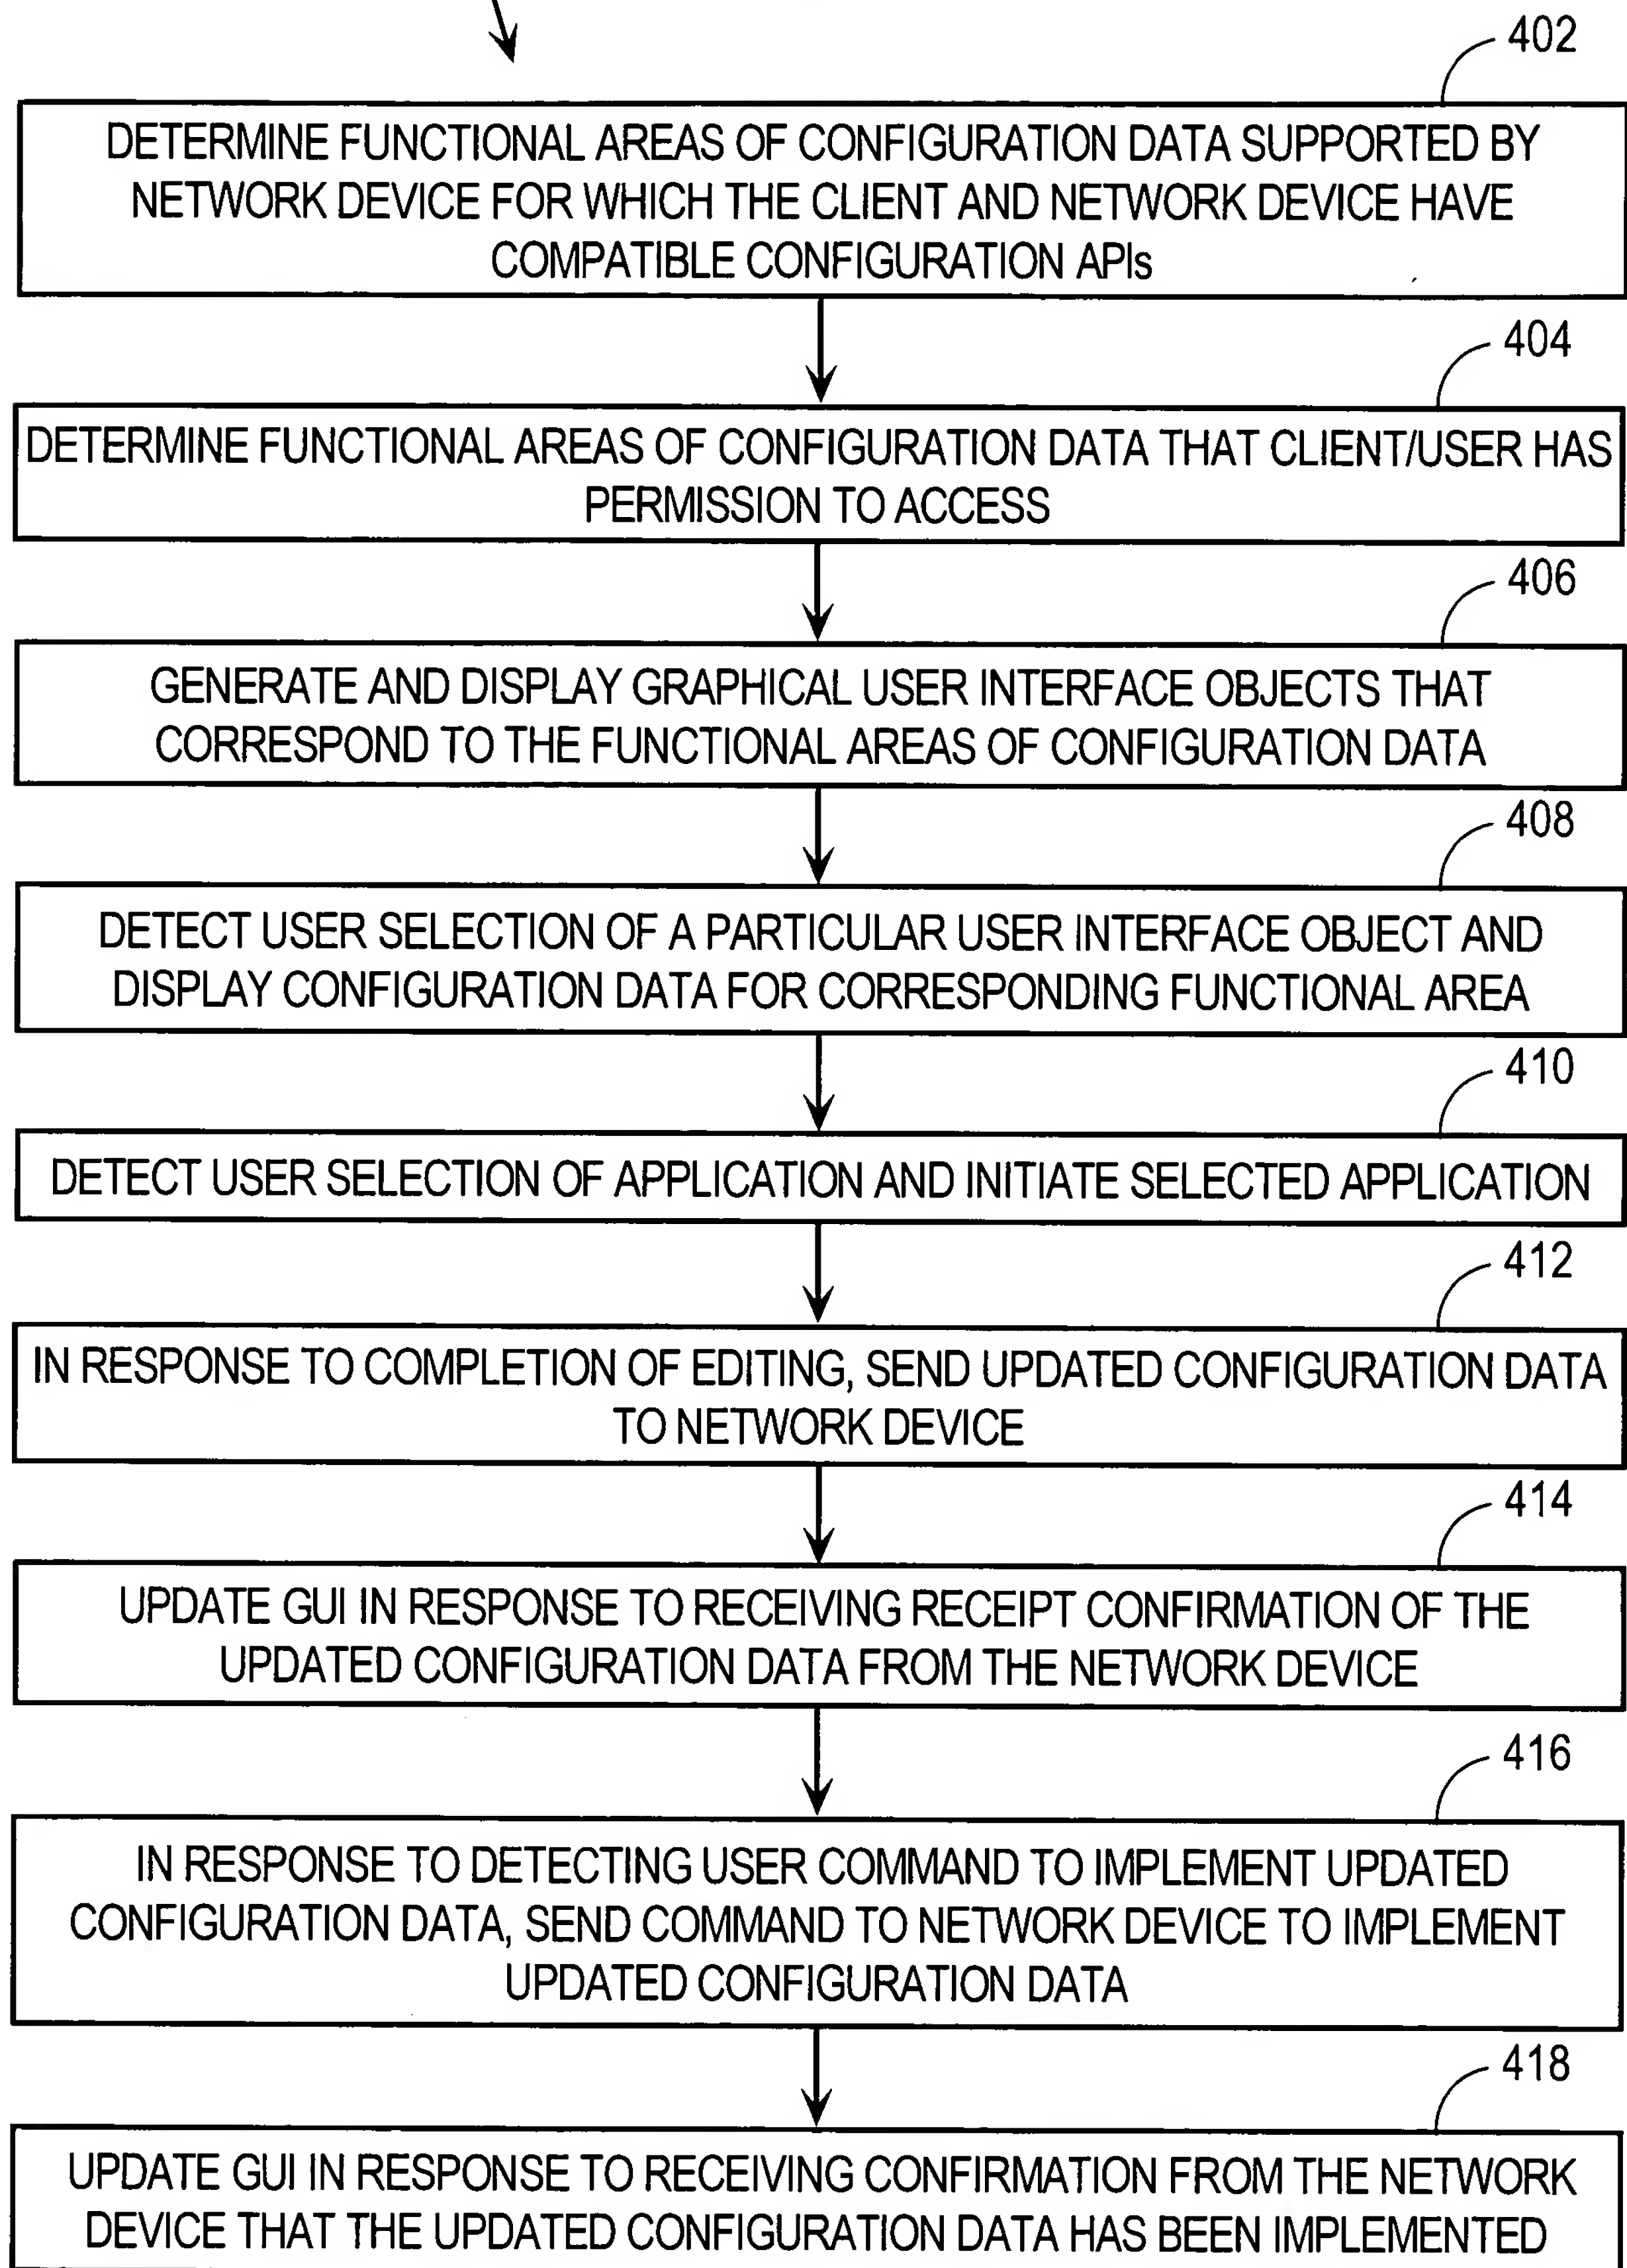 402
DETERMINE FUNCTIONAL AREAS OF CONFIGURATION DATA SUPPORTED BY
NETWORK DEVICE FOR WHICH THE CLIENT AND NETWORK DEVICE HAVE
COMPATIBLE CONFIGURATION APIs
404
DETERMINE FUNCTIONAL AREAS OF CONFIGURATION DATA THAT CLIENT/USER HAS
PERMISSION TO ACCESS
406
GENERATE AND DISPLAY GRAPHICAL USER INTERFACE OBJECTS THAT
CORRESPOND TO THE FUNCTIONAL AREAS OF CONFIGURATION DATA
408
DETECT USER SELECTION OF A PARTICULAR USER INTERFACE OBJECT AND
DISPLAY CONFIGURATION DATA FOR CORRESPONDING FUNCTIONAL AREA
410
DETECT USER SELECTION OF APPLICATION AND INITIATE SELECTED APPLICATION
412
IN RESPONSE TO COMPLETION OF EDITING, SEND UPDATED CONFIGURATION DATA
TO NETWORK DEVICE
414
UPDATE GUI IN RESPONSE TO RECEIVING RECEIPT CONFIRMATION OF THE
UPDATED CONFIGURATION DATA FROM THE NETWORK DEVICE
416
IN RESPONSE TO DETECTING USER COMMAND TO IMPLEMENT UPDATED
CONFIGURATION DATA, SEND COMMAND TO NETWORK DEVICE TO IMPLEMENT
UPDATED CONFIGURATION DATA
418
UPDATE GUI IN RESPONSE TO RECEIVING CONFIRMATION FROM THE NETWORK
DEVICE THAT THE UPDATED CONFIGURATION DATA HAS BEEN IMPLEMENTED